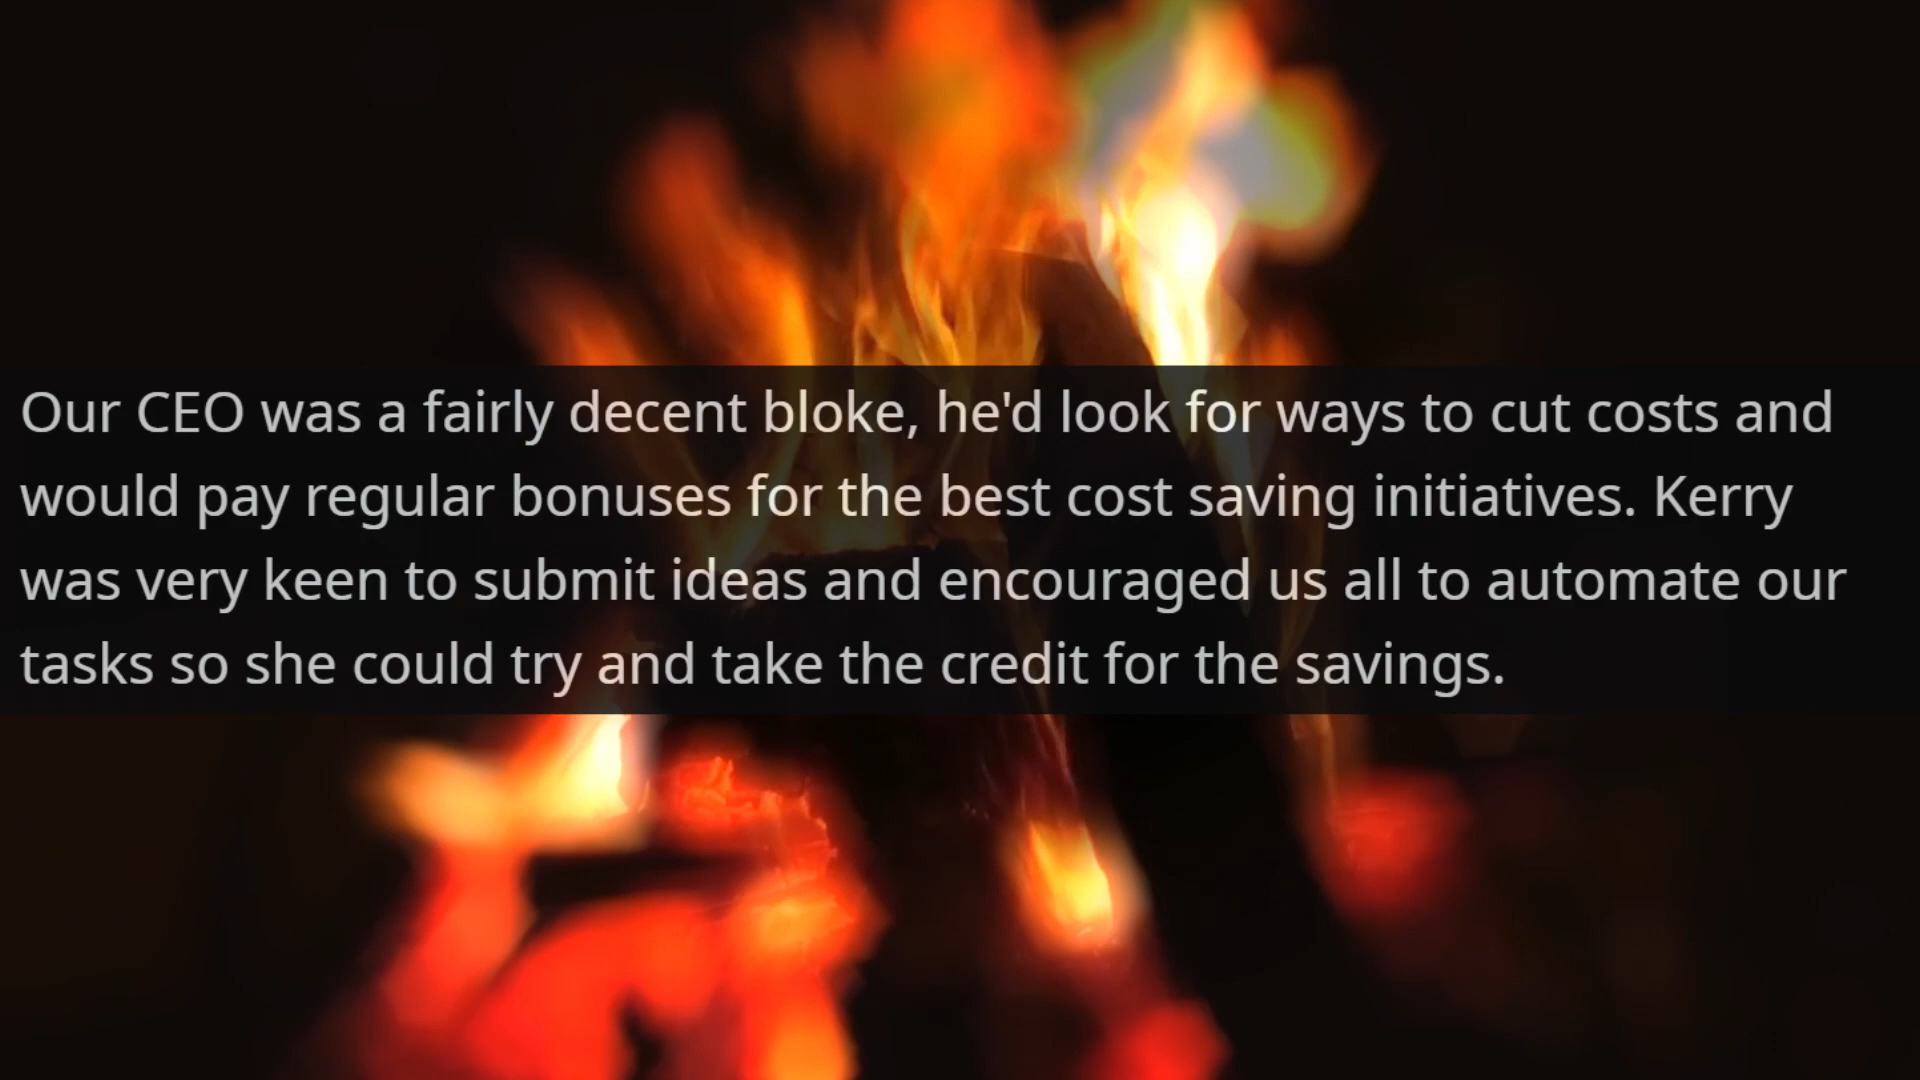 Our CEO was a fairly decent bloke, he'd look for ways to cut costs and
would pay regular bonuses for the best cost saving initiatives. Kerry
was very keen to submit ideas and encouraged us all to automate our
tasks so she could try and take the credit for the savings.